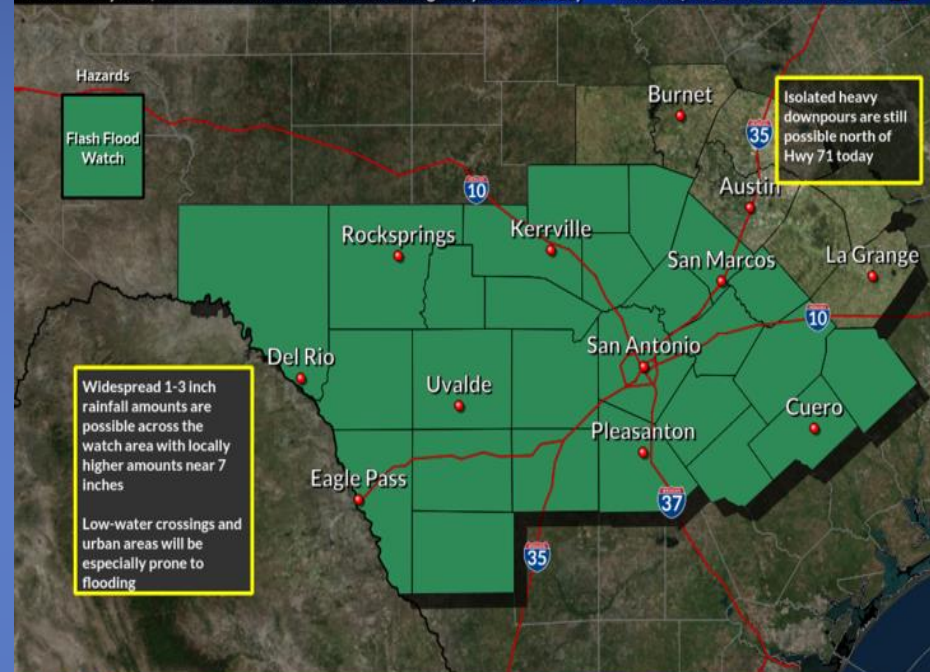 Hazards
Flash Flood
Watch
Burnet
Isolated heavy
downpours are still
possible north of
Hwy 71 today
35
Austin
10
Rocksprings
Kerrville
San Marcos
La Grange
10
San Antonio
Del Rio
Uvalde
Widespread 1-3 inch
rainfall amounts are
possible across the
watch area with locally
higher amounts near 7
inches
Low-water crossings and
urban areas will be
especially prone to
flooding
Cuero
Pleasanton
Eagle Pass
37
35